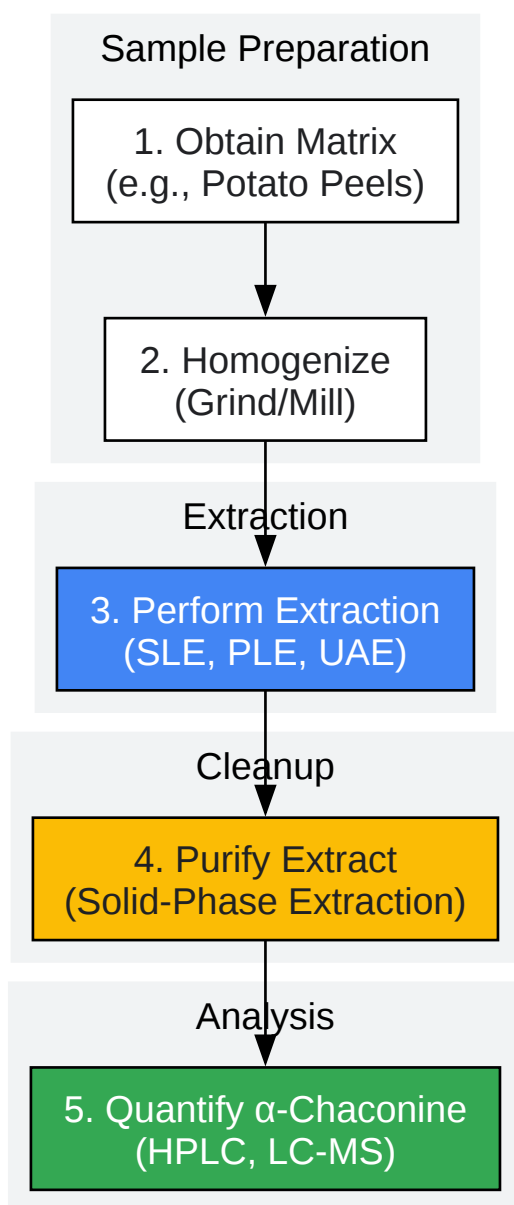 Sample Preparation
1. Obtain Matrix
(e.g., Potato Peels)
2. Homogenize
(Grind/Mill)
Extraction
3. Perform Extraction
(SLE, PLE, UAE)
Cleanup
4. Purify Extract
(Solid-Phase Extraction)
Analysis
5. Quantify α-Chaconine
(HPLC, LC-MS)